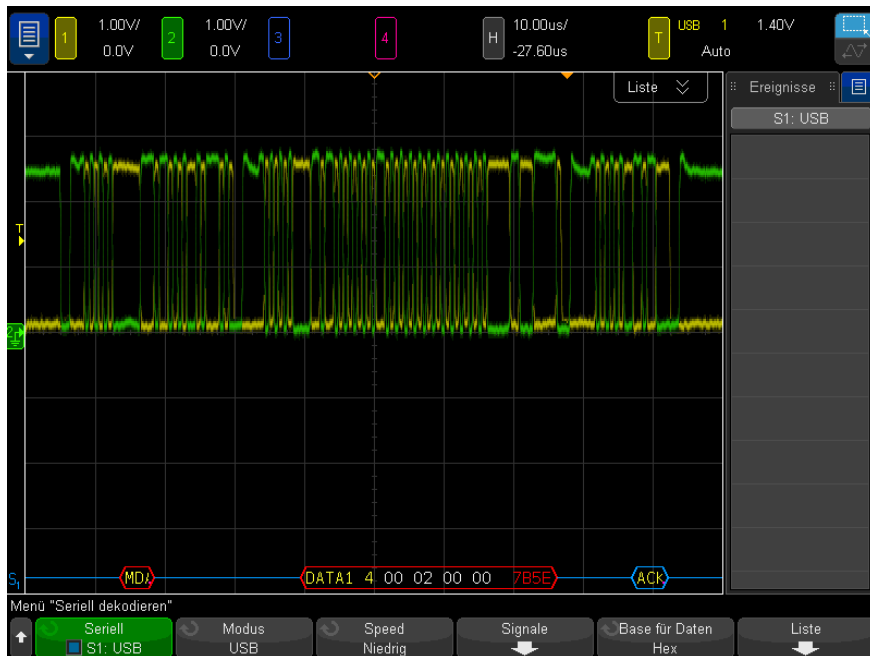 1 1.00V/ 2 1.00V/ 3 4 H 10.00us/ T USB 1 1.40V
0.0V 0.0V -27.60us Auto
Liste Ereignisse
S1: USB
T
2
S1 MDA DATA1 4 00 02 00 00 7B5E ACK
Menü "Seriell dekodieren"
Seriell Modus Speed Signale Base für Daten Liste
S1: USB USB Niedrig Hex